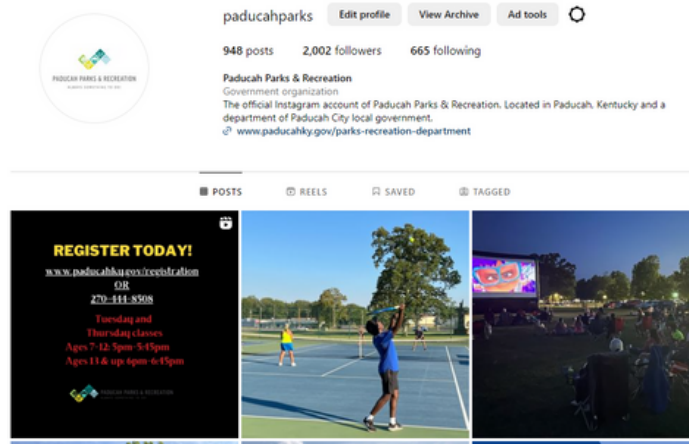 paducahparks Edit profile View Archive Ad tools
948 posts 2,002 followers 665 following
PADUCAH PARKS & RECREATION
Paducah Parks & Recreation
Government organization
The official Instagram account of Paducah Parks & Recreation. Located in Paducah, Kentucky and a
department of Paducah City local government.
www.paducahky.gov/parks-recreation-department
POSTS REELS SAVED TAGGED
REGISTER TODAY!
www.paducahky.gov/registration
OR
270-444-8508
Tuesday and
Thursday classes
Ages 7-12: 5pm-5:45pm
Ages 13 & up: 6pm-6:45pm
PADUCAH PARKS & RECREATION